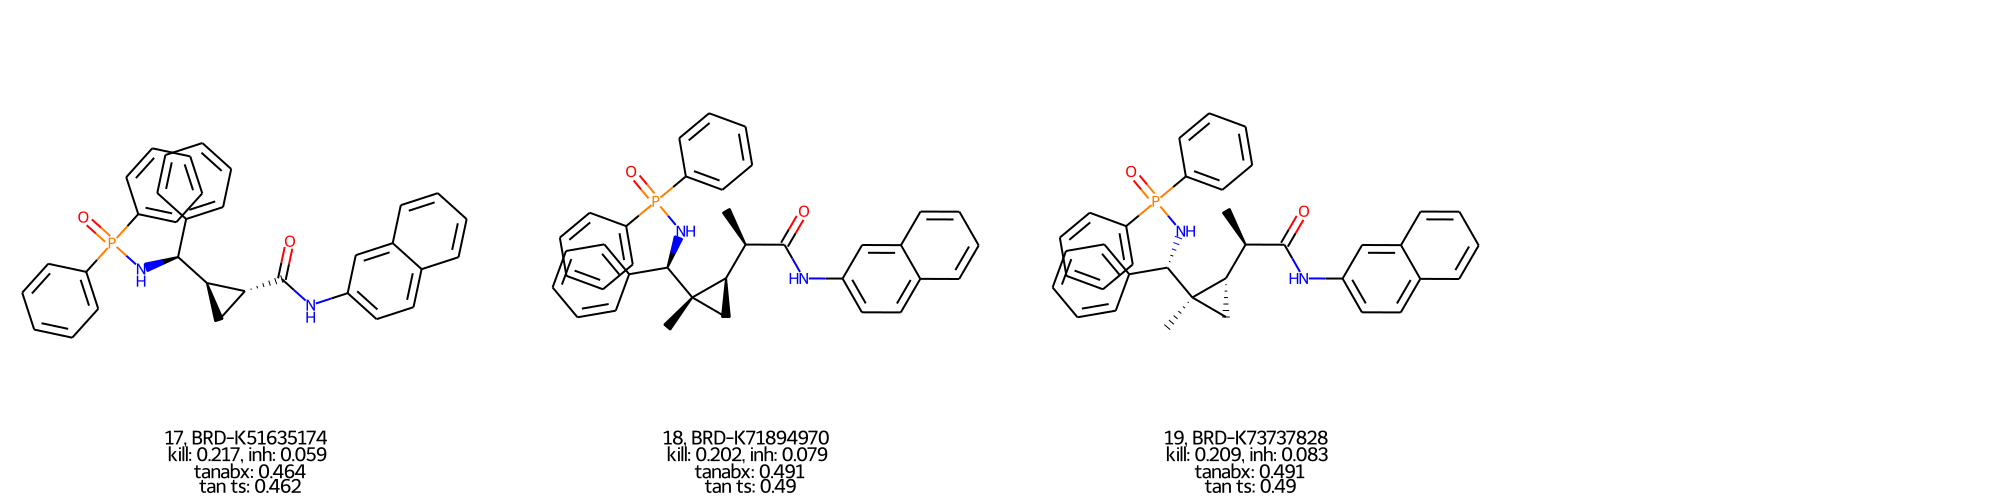 O
P
N
H
O
N
H
O
P
NH
O
HN
O
P
NH
O
HN
17, BRD-K51635174
kill: 0.217, inh: 0.059
tanabx: 0.464
tan ts: 0.462
18, BRD-K71894970
kill: 0.202, inh: 0.079
tanabx: 0.491
tan ts: 0.49
19, BRD-K73737828
kill: 0.209, inh: 0.083
tanabx: 0.491
tan ts: 0.49